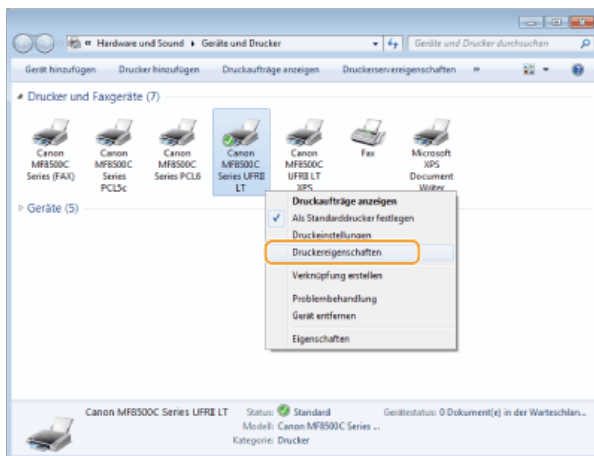 « Hardware und Sound ▸ Geräte und Drucker
Geräte und Drucker durchsuchen
Gerät hinzufügen Drucker hinzufügen Druckaufträge anzeigen Druckerservereigenschaften »
Drucker und Faxgeräte (7)
Canon MF8500C Series (FAX)
Canon MF8500C Series PCL5c
Canon MF8500C Series PCL6
Canon MF8500C Series UFRII LT
Canon MF8500C UFRII LT XPS
Fax
Microsoft XPS Document Writer
Geräte (5)
Druckaufträge anzeigen
Als Standarddrucker festlegen
Druckeinstellungen
Druckereigenschaften
Verknüpfung erstellen
Problembehandlung
Gerät entfernen
Eigenschaften
Canon MF8500C Series UFRII LT Status: Standard Gerätestatus: 0 Dokument(e) in der Warteschlan...
Modell: Canon MF8500C Series ...
Kategorie: Drucker